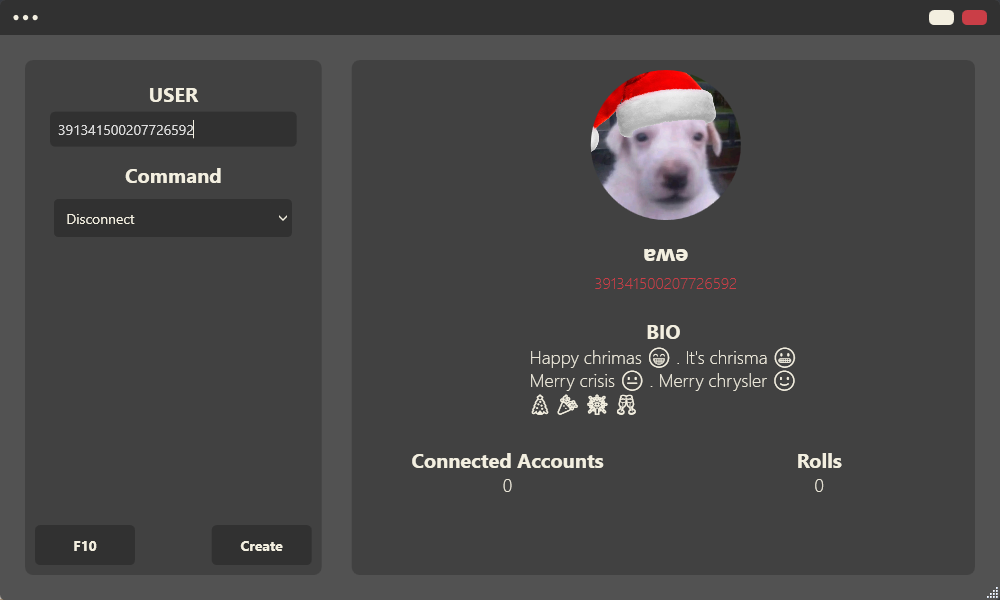 USER
391341500207726592
Command
Disconnect
F10
Create
ɐʍǝ
391341500207726592
BIO
Happy chrimas 😁 . It's chrisma 😬
Merry crisis 😐 . Merry chrysler 🙂
🎄 🎉 ❄ 🥂
Connected Accounts
0
Rolls
0